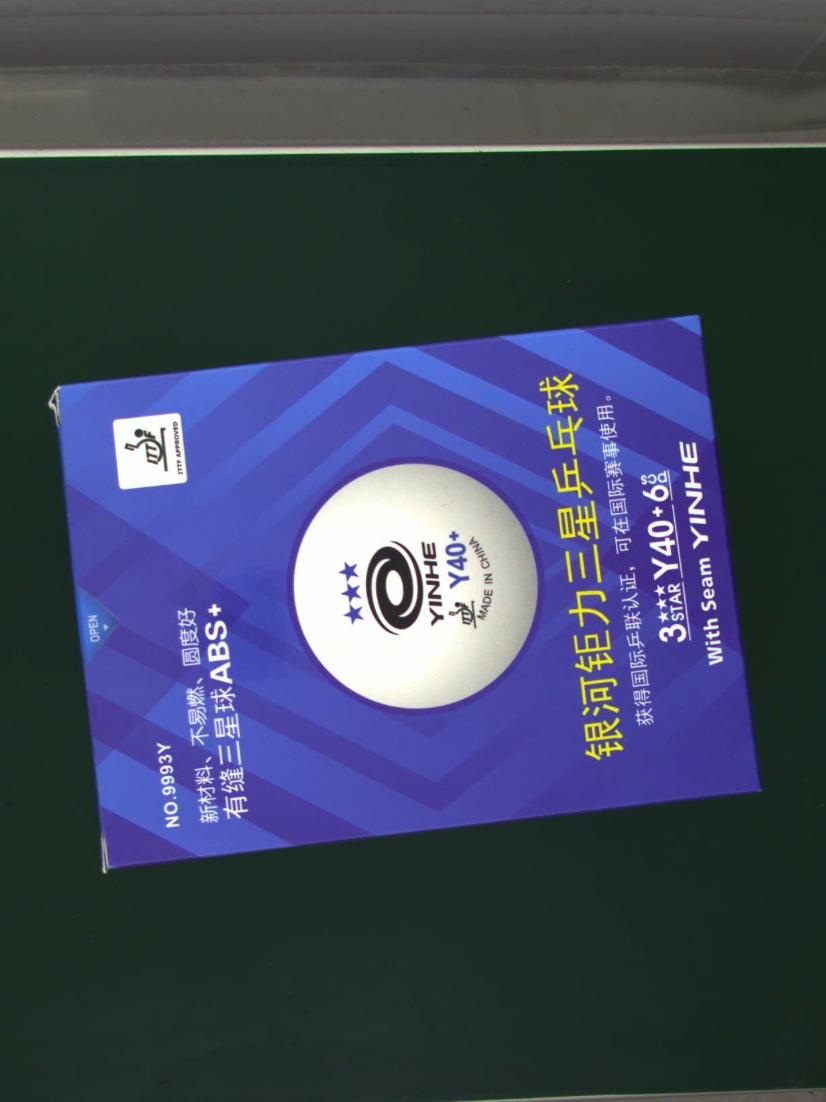 OPEN
ITTF APPROVED
NO.9993Y
新材料、不易燃、圆度好
有缝三星球ABS+
YINHE
Y40+
ITTF
MADE IN CHINA
银河钜力三星乒乓球
获得国际乒联认证，可在国际赛事使用。
3 STAR Y40+ 6
With Seam YINHE